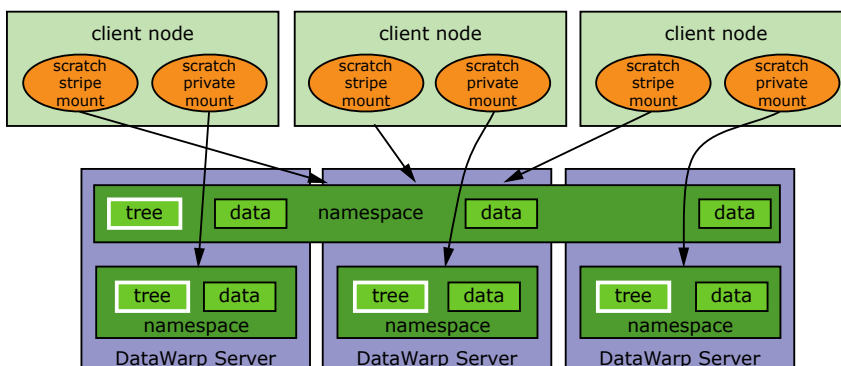 client node
client node
client node
scratch
stripe
mount
scratch
private
mount
scratch
stripe
mount
scratch
private
mount
scratch
stripe
mount
scratch
private
mount
tree
data
namespace
data
data
tree
data
namespace
tree
data
namespace
tree
data
namespace
DataWarp Server
DataWarp Server
DataWarp Server